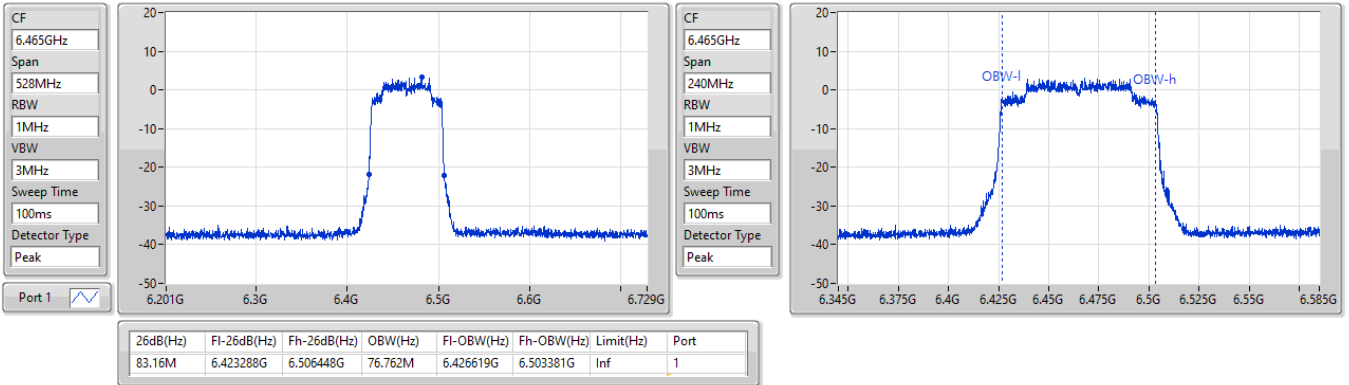 CF
6.465GHz
Span
528MHz
RBW
1MHz
VBW
3MHz
Sweep Time
100ms
Detector Type
Peak
Port 1
20
10
0
-10
-20
-30
-40
-50
6.201G 6.3G 6.4G 6.5G 6.6G 6.729G
CF
6.465GHz
Span
240MHz
RBW
1MHz
VBW
3MHz
Sweep Time
100ms
Detector Type
Peak
20
10
0
-10
-20
-30
-40
-50
OBW-l OBW-h
6.345G 6.375G 6.4G 6.425G 6.45G 6.475G 6.5G 6.525G 6.55G 6.585G
26dB(Hz) Fl-26dB(Hz) Fh-26dB(Hz) OBW(Hz) Fl-OBW(Hz) Fh-OBW(Hz) Limit(Hz) Port
83.16M 6.423288G 6.506448G 76.762M 6.426619G 6.503381G Inf 1